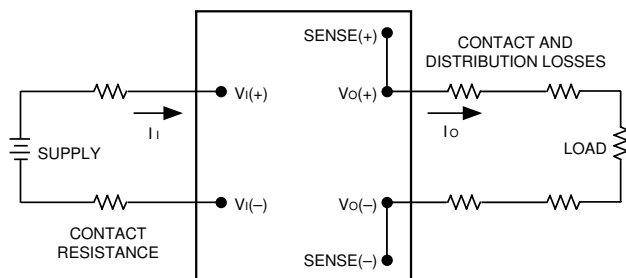 SENSE(+)
CONTACT AND
DISTRIBUTION LOSSES
VI(+)
VO(+)
II
IO
SUPPLY
LOAD
VI(–)
VO(–)
CONTACT
RESISTANCE
SENSE(–)